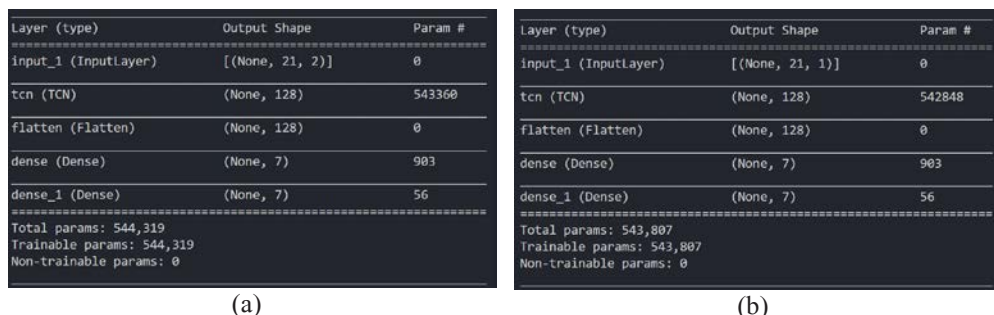 Layer (type) Output Shape Param #
input_1 (InputLayer) [(None, 21, 2)] 0
tcn (TCN) (None, 128) 543360
flatten (Flatten) (None, 128) 0
dense (Dense) (None, 7) 903
dense_1 (Dense) (None, 7) 56
Total params: 544,319
Trainable params: 544,319
Non-trainable params: 0
(a)
Layer (type) Output Shape Param #
input_1 (InputLayer) [(None, 21, 1)] 0
tcn (TCN) (None, 128) 542848
flatten (Flatten) (None, 128) 0
dense (Dense) (None, 7) 903
dense_1 (Dense) (None, 7) 56
Total params: 543,807
Trainable params: 543,807
Non-trainable params: 0
(b)